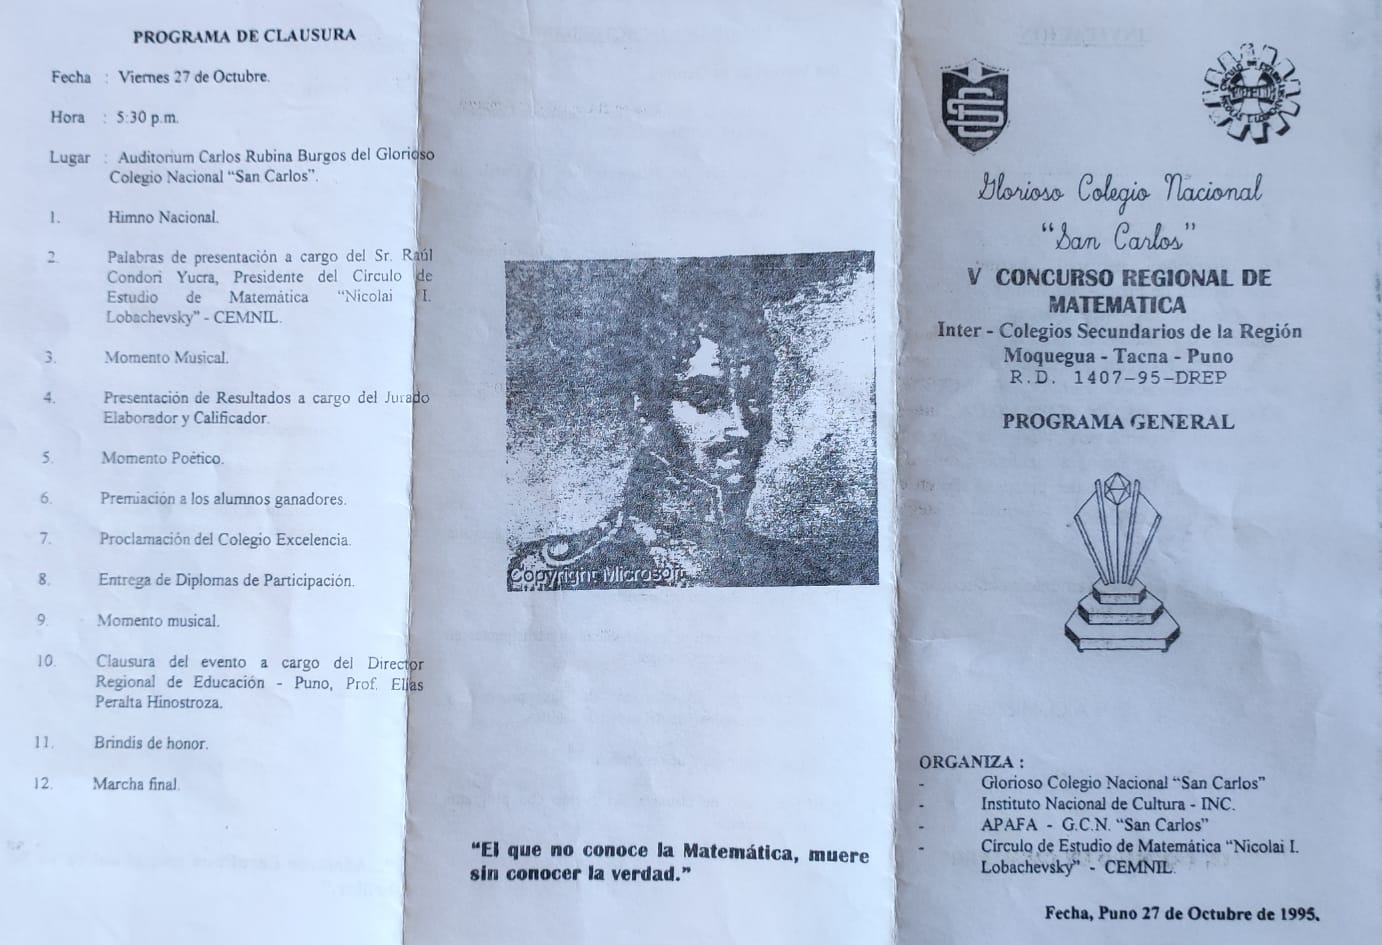 PROGRAMA DE CLAUSURA
Fecha : Viernes 27 de Octubre.
Hora : 5:30 p.m.
Lugar : Auditorium Carlos Rubina Burgos del Glorioso
Colegio Nacional “San Carlos”.
1. Himno Nacional.
2. Palabras de presentación a cargo del Sr. Raúl
Condori Yucra, Presidente del Circulo de
Estudio de Matemática “Nicolai I.
Lobachevsky” - CEMNIL.
3. Momento Musical.
4. Presentación de Resultados a cargo del Jurado
Elaborador y Calificador.
5. Momento Poético.
6. Premiación a los alumnos ganadores.
7. Proclamación del Colegio Excelencia.
8. Entrega de Diplomas de Participación.
9. Momento musical.
10. Clausura del evento a cargo del Director
Regional de Educación - Puno, Prof. Elías
Peralta Hinostroza.
11. Brindis de honor.
12. Marcha final.
Copyright Microsoft
“El que no conoce la Matemática, muere
sin conocer la verdad.”
Glorioso Colegio Nacional
“San Carlos”
V CONCURSO REGIONAL DE
MATEMATICA
Inter - Colegios Secundarios de la Región
Moquegua - Tacna - Puno
R.D. 1407-95-DREP
PROGRAMA GENERAL
ORGANIZA :
- Glorioso Colegio Nacional “San Carlos”
- Instituto Nacional de Cultura - INC.
- APAFA - G.C.N. “San Carlos”
- Círculo de Estudio de Matemática “Nicolai I.
Lobachevsky” - CEMNIL.
Fecha, Puno 27 de Octubre de 1995.